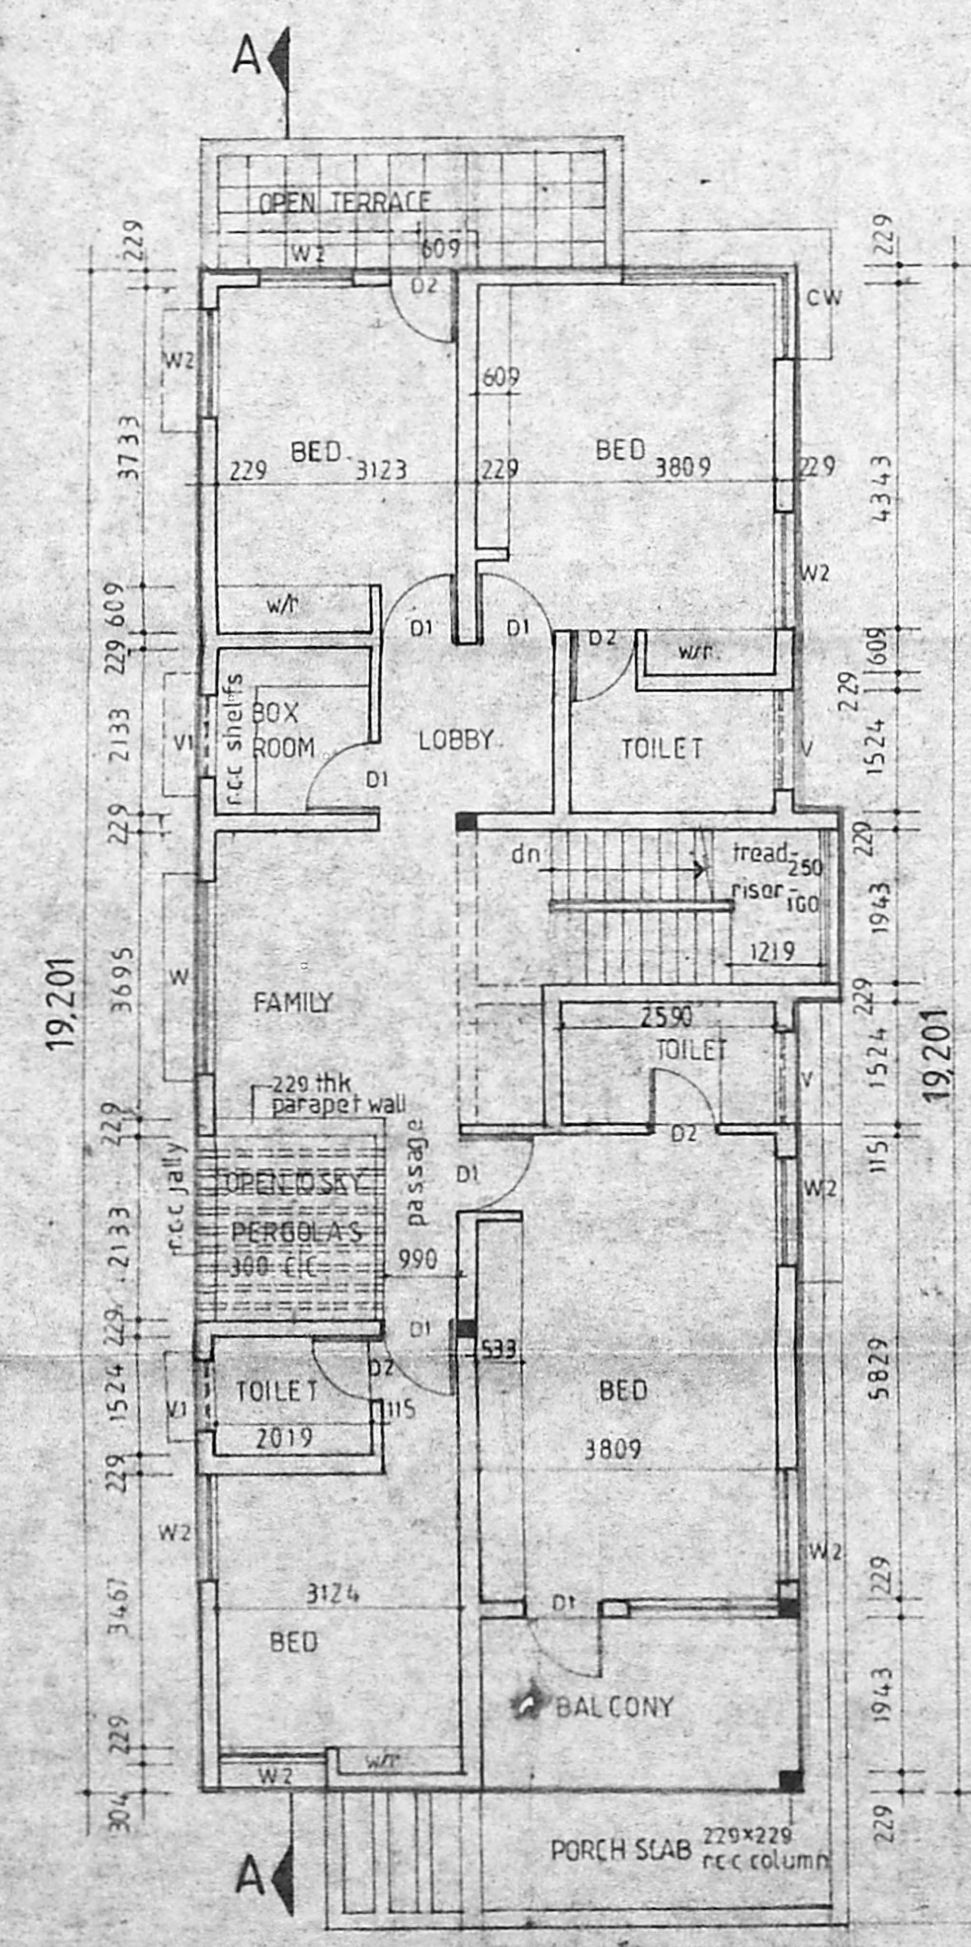 A
OPEN TERRACE
W2
609
D2
229
229
CW
W2
609
BED
3123
229
BED
3809
229
229
3733
4343
W2
609
w/r
D1
D1
D2
w/r
609
229
229
r.c.c shelfs
BOX
ROOM
LOBBY
TOILET
2133
V1
D1
V
1524
229
dn
tread-250
riser-160
229
1943
1219
W
3695
FAMILY
19,201
229
2590
TOILET
V
1524
19,201
229 thk
parapet wall
229
D2
115
r.c.c jally
OPEN TO SKY
PERGOLAS
300 C/C
passage
D1
W2
2133
990
229
D1
533
D2
TOILET
115
V1
1524
2019
BED
3809
5829
229
W2
W2
3124
BED
3467
D1
229
BALCONY
1943
229
w/r
W2
304
PORCH SLAB
229x229
r.c.c column
229
A